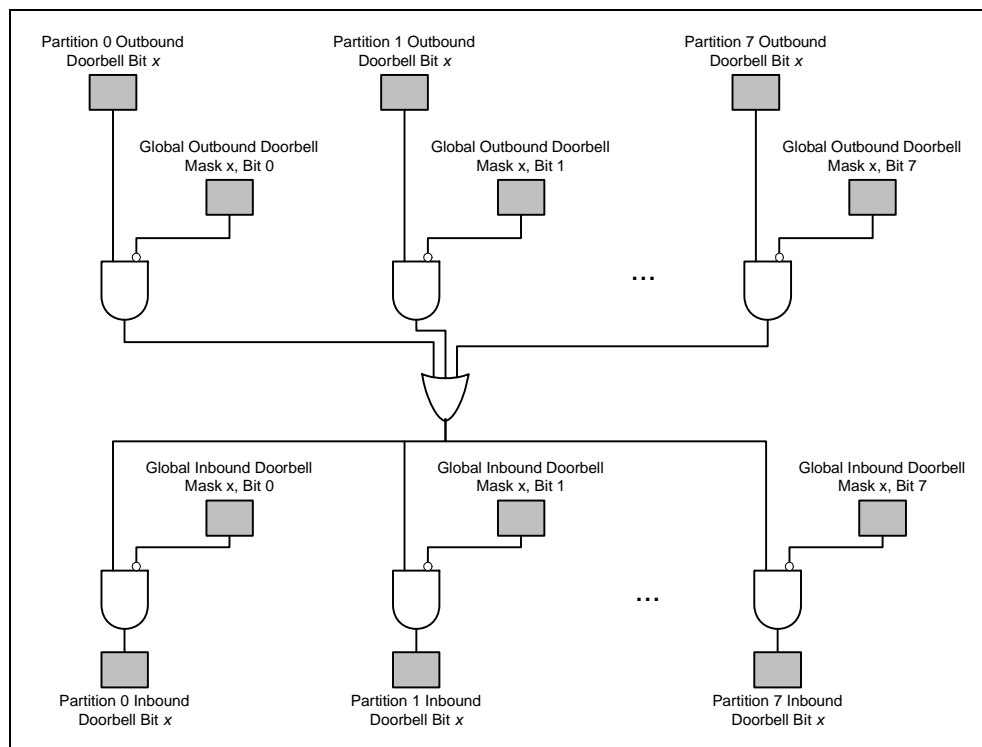 Partition 0 Outbound
Doorbell Bit x
Partition 1 Outbound
Doorbell Bit x
Partition 7 Outbound
Doorbell Bit x
Global Outbound Doorbell
Mask x, Bit 0
Global Outbound Doorbell
Mask x, Bit 1
Global Outbound Doorbell
Mask x, Bit 7
...
Global Inbound Doorbell
Mask x, Bit 0
Global Inbound Doorbell
Mask x, Bit 1
Global Inbound Doorbell
Mask x, Bit 7
...
Partition 0 Inbound
Doorbell Bit x
Partition 1 Inbound
Doorbell Bit x
Partition 7 Inbound
Doorbell Bit x